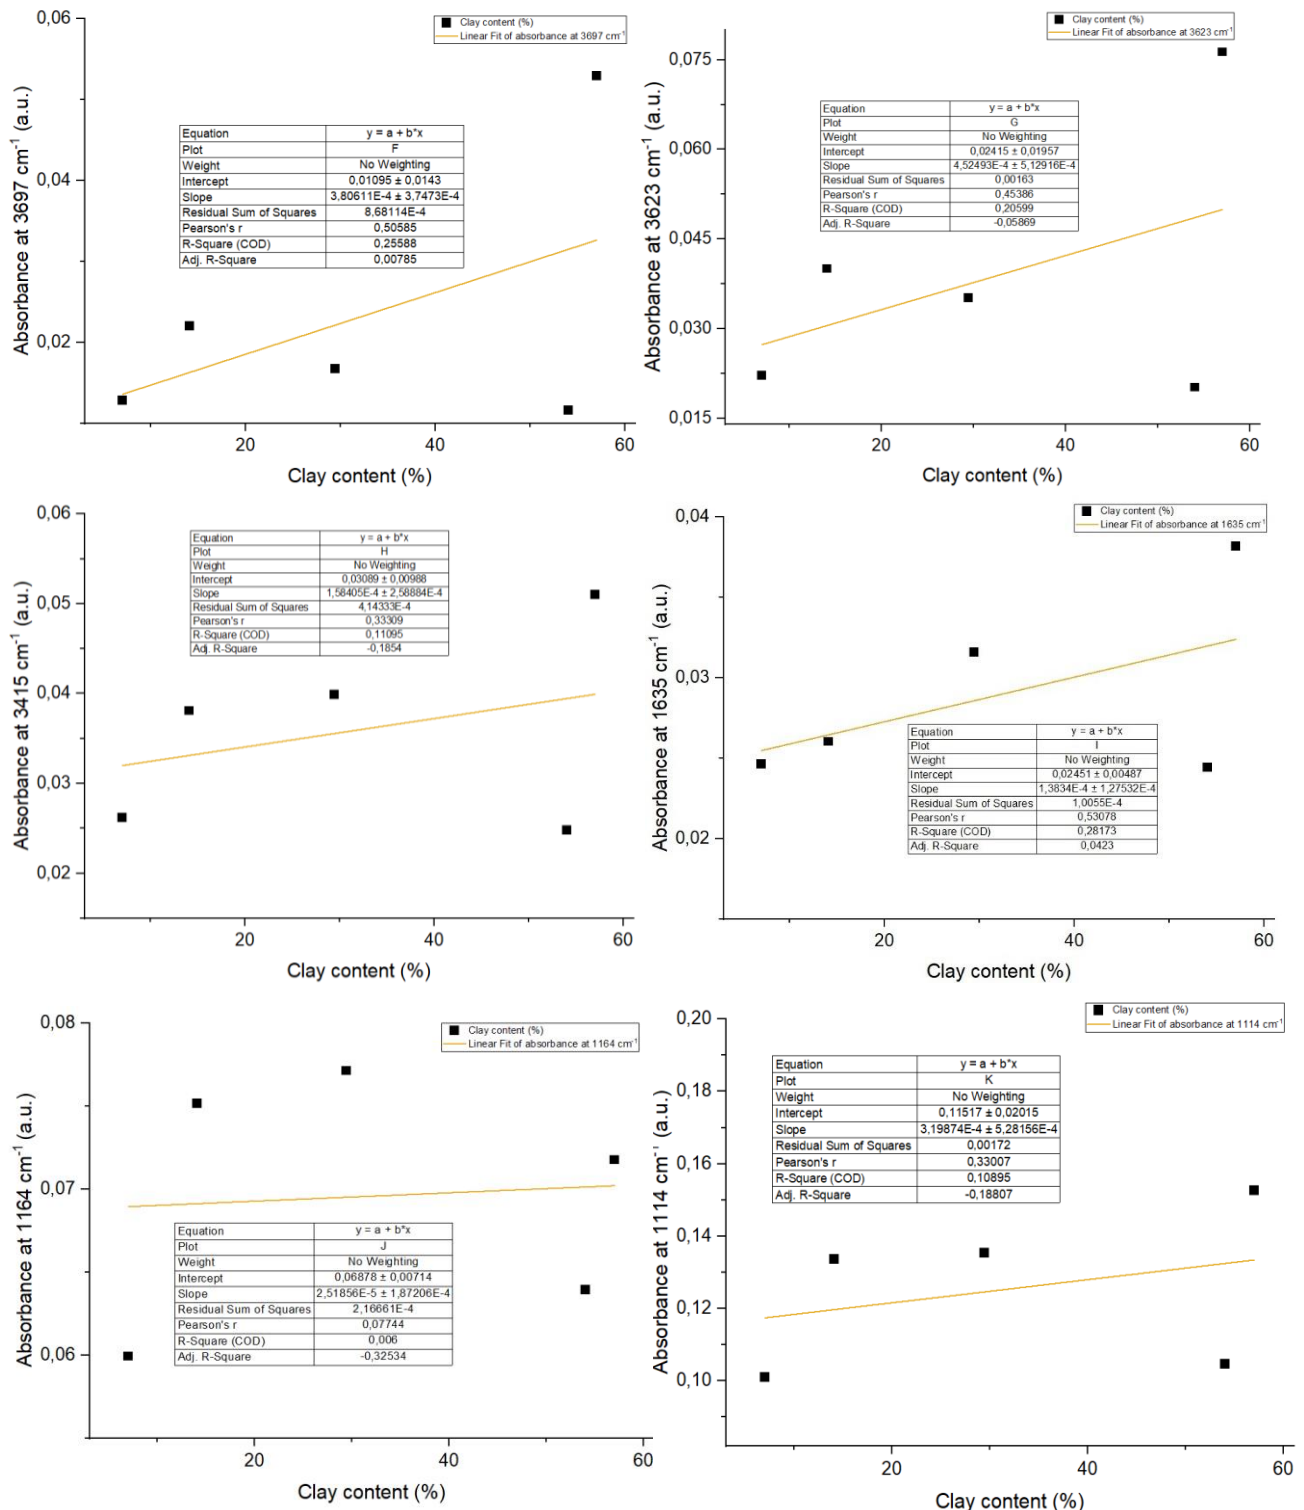 Absorbance at 3697 cm⁻¹ (a.u.)
0,06
0,04
0,02
Clay content (%)
Linear Fit of absorbance at 3697 cm⁻¹
Equation y = a + b*x
Plot F
Weight No Weighting
Intercept 0,01095 ± 0,0143
Slope 3,80611E-4 ± 3,7473E-4
Residual Sum of Squares 8,68114E-4
Pearson's r 0,50585
R-Square (COD) 0,25588
Adj. R-Square 0,00785
20 40 60
Clay content (%)
Absorbance at 3623 cm⁻¹ (a.u.)
0,075
0,060
0,045
0,030
0,015
Clay content (%)
Linear Fit of absorbance at 3623 cm⁻¹
Equation y = a + b*x
Plot G
Weight No Weighting
Intercept 0,02415 ± 0,01957
Slope 4,52493E-4 ± 5,12916E-4
Residual Sum of Squares 0,00163
Pearson's r 0,45386
R-Square (COD) 0,20599
Adj. R-Square -0,05869
20 40 60
Clay content (%)
Absorbance at 3415 cm⁻¹ (a.u.)
0,06
0,05
0,04
0,03
0,02
Equation y = a + b*x
Plot H
Weight No Weighting
Intercept 0,03089 ± 0,00988
Slope 1,58405E-4 ± 2,58884E-4
Residual Sum of Squares 4,14333E-4
Pearson's r 0,33309
R-Square (COD) 0,11095
Adj. R-Square -0,1854
20 40 60
Clay content (%)
Absorbance at 1635 cm⁻¹ (a.u.)
0,04
0,03
0,02
Clay content (%)
Linear Fit of absorbance at 1635 cm⁻¹
Equation y = a + b*x
Plot I
Weight No Weighting
Intercept 0,02451 ± 0,00487
Slope 1,3834E-4 ± 1,27532E-4
Residual Sum of Squares 1,0055E-4
Pearson's r 0,53078
R-Square (COD) 0,28173
Adj. R-Square 0,0423
20 40 60
Clay content (%)
Absorbance at 1164 cm⁻¹ (a.u.)
0,08
0,07
0,06
Clay content (%)
Linear Fit of absorbance at 1164 cm⁻¹
Equation y = a + b*x
Plot J
Weight No Weighting
Intercept 0,06878 ± 0,00714
Slope 2,51856E-5 ± 1,87206E-4
Residual Sum of Squares 2,16661E-4
Pearson's r 0,07744
R-Square (COD) 0,006
Adj. R-Square -0,32534
20 40 60
Clay content (%)
Absorbance at 1114 cm⁻¹ (a.u.)
0,20
0,18
0,16
0,14
0,12
0,10
Clay content (%)
Linear Fit of absorbance at 1114 cm⁻¹
Equation y = a + b*x
Plot K
Weight No Weighting
Intercept 0,11517 ± 0,02015
Slope 3,19874E-4 ± 5,28156E-4
Residual Sum of Squares 0,00172
Pearson's r 0,33007
R-Square (COD) 0,10895
Adj. R-Square -0,18807
20 40 60
Clay content (%)